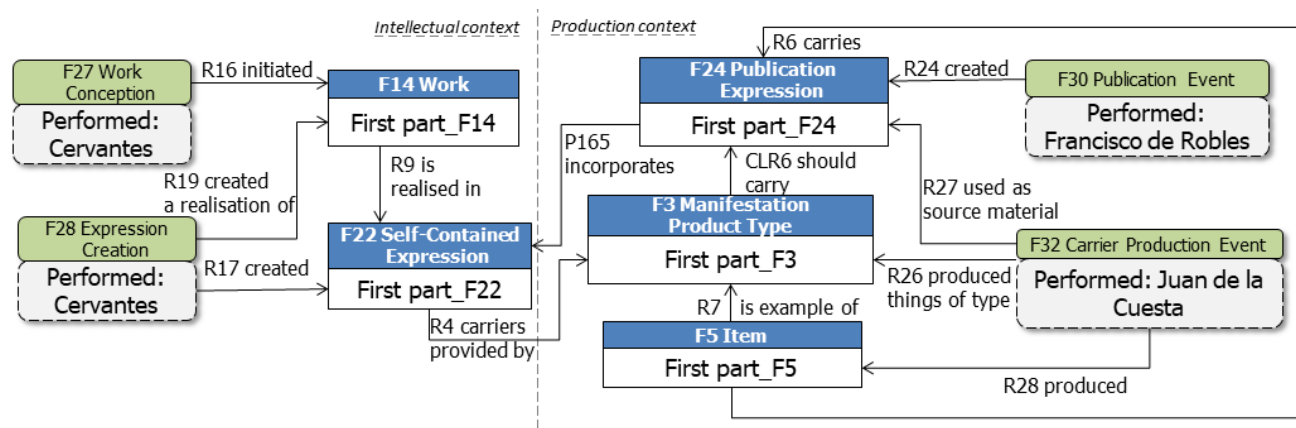 Intellectual context
Production context
R6 carries
F27 Work
Conception
Performed:
Cervantes
R16 initiated
F14 Work
First part_F14
F24 Publication
Expression
First part_F24
R24 created
F30 Publication Event
Performed:
Francisco de Robles
R19 created
a realisation of
R9 is
realised in
P165
incorporates
CLR6 should
carry
R27 used as
source material
F28 Expression
Creation
Performed:
Cervantes
R17 created
F22 Self-Contained
Expression
First part_F22
F3 Manifestation
Product Type
First part_F3
F32 Carrier Production Event
Performed: Juan de la
Cuesta
R26 produced
things of type
R4 carriers
provided by
R7 is example of
F5 Item
First part_F5
R28 produced